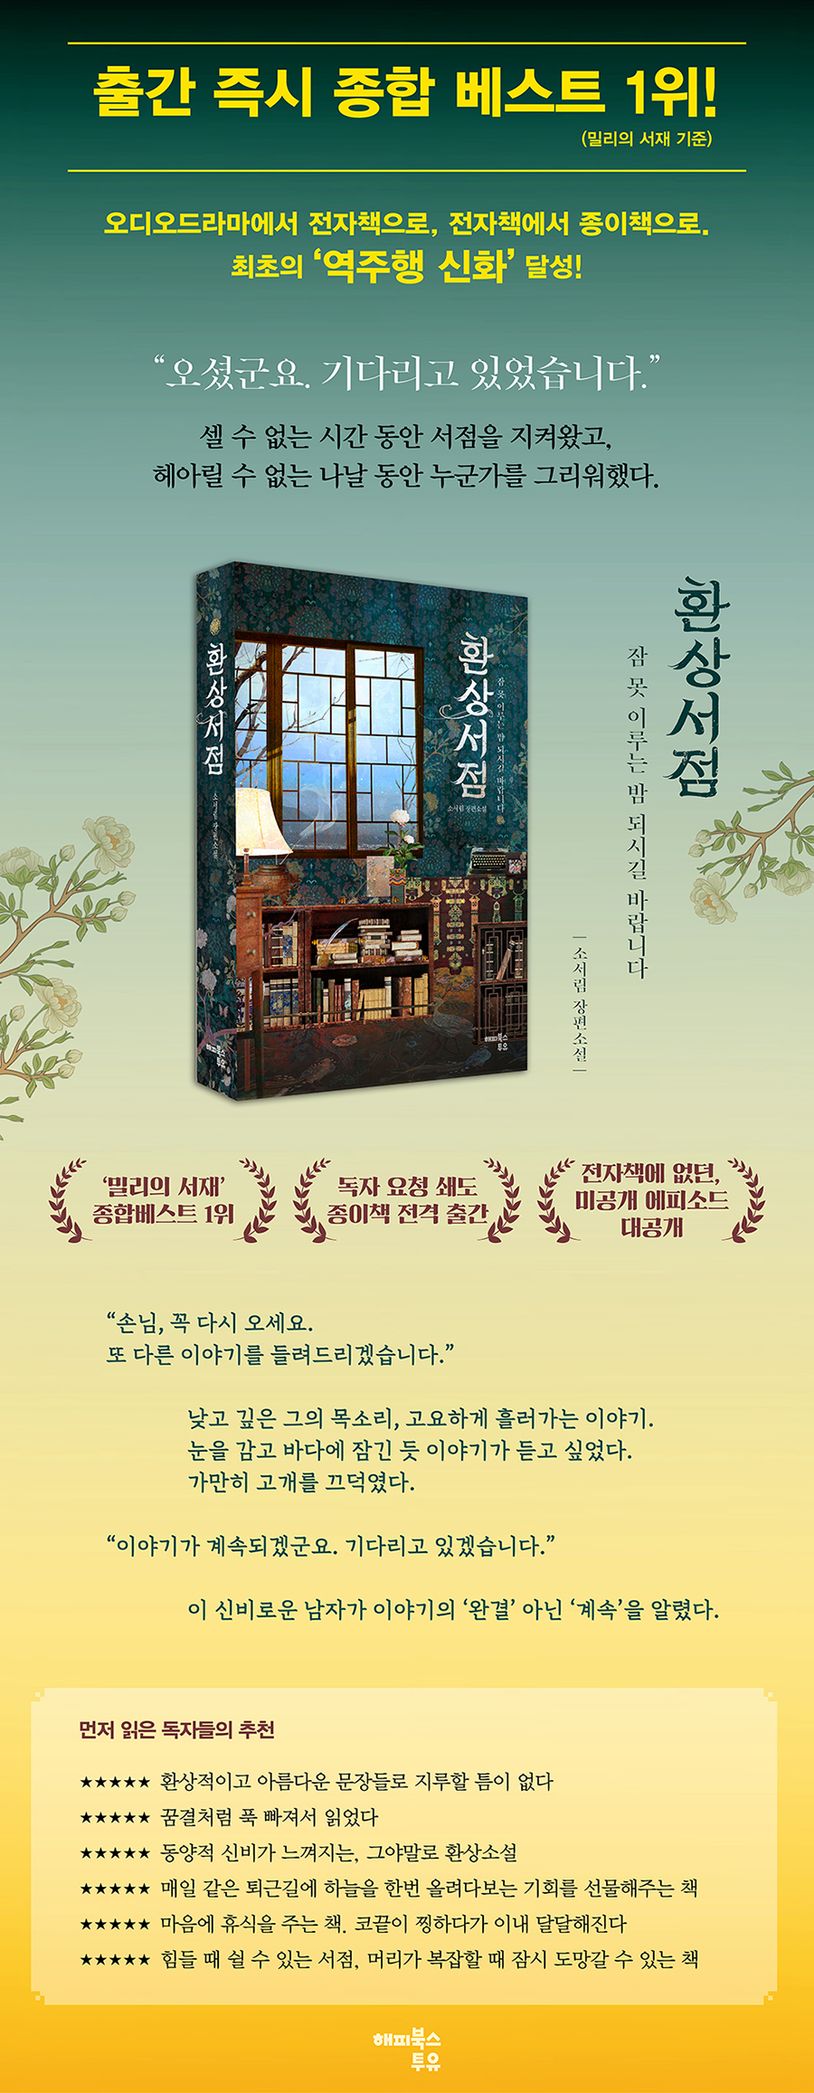 출간 즉시 종합 베스트 1위!
(밀리의 서재 기준)
오디오드라마에서 전자책으로, 전자책에서 종이책으로.
최초의 ‘역주행 신화’ 달성!
“오셨군요. 기다리고 있었습니다.”
셀 수 없는 시간 동안 서점을 지켜왔고,
헤아릴 수 없는 나날 동안 누군가를 그리워했다.
환상서점
소서림 장편소설
해피북스
투유
환상서점
잠 못 이루는 밤 되시길 바랍니다
소서림 장편소설
해피북스
투유
환상서점
잠 못 이루는 밤 되시길 바랍니다
| 소서림 장편소설 |
‘밀리의 서재’
종합베스트 1위
독자 요청 쇄도
종이책 전격 출간
전자책에 없던,
미공개 에피소드
대공개
“손님, 꼭 다시 오세요.
또 다른 이야기를 들려드리겠습니다.”
낮고 깊은 그의 목소리, 고요하게 흘러가는 이야기.
눈을 감고 바다에 잠긴 듯 이야기가 듣고 싶었다.
가만히 고개를 끄덕였다.
“이야기가 계속되겠군요. 기다리고 있겠습니다.”
이 신비로운 남자가 이야기의 ‘완결’ 아닌 ‘계속’을 알렸다.
먼저 읽은 독자들의 추천
★★★★★ 환상적이고 아름다운 문장들로 지루할 틈이 없다
★★★★★ 꿈결처럼 푹 빠져서 읽었다
★★★★★ 동양적 신비가 느껴지는, 그야말로 환상소설
★★★★★ 매일 같은 퇴근길에 하늘을 한번 올려다보는 기회를 선물해주는 책
★★★★★ 마음에 휴식을 주는 책. 코끝이 찡하다가 이내 달달해진다
★★★★★ 힘들 때 쉴 수 있는 서점, 머리가 복잡할 때 잠시 도망갈 수 있는 책
해피북스
투유